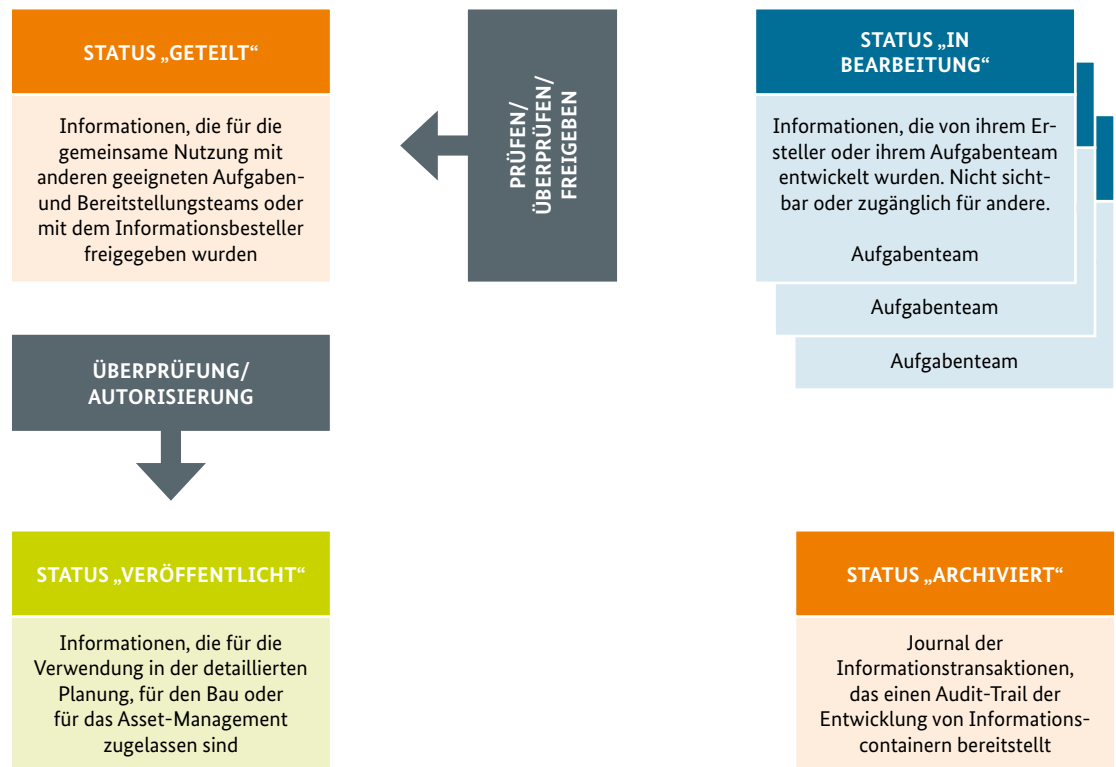 STATUS „GETEILT“
Informationen, die für die
gemeinsame Nutzung mit
anderen geeigneten Aufgaben-
und Bereitstellungsteams oder
mit dem Informationsbesteller
freigegeben wurden
PRÜFEN/
ÜBERPRÜFEN/
FREIGEBEN
STATUS „IN
BEARBEITUNG“
Informationen, die von ihrem Er-
steller oder ihrem Aufgabenteam
entwickelt wurden. Nicht sicht-
bar oder zugänglich für andere.
Aufgabenteam
Aufgabenteam
Aufgabenteam
ÜBERPRÜFUNG/
AUTORISIERUNG
STATUS „VERÖFFENTLICHT“
Informationen, die für die
Verwendung in der detaillierten
Planung, für den Bau oder
für das Asset-Management
zugelassen sind
STATUS „ARCHIVIERT“
Journal der
Informationstransaktionen,
das einen Audit-Trail der
Entwicklung von Informations-
containern bereitstellt